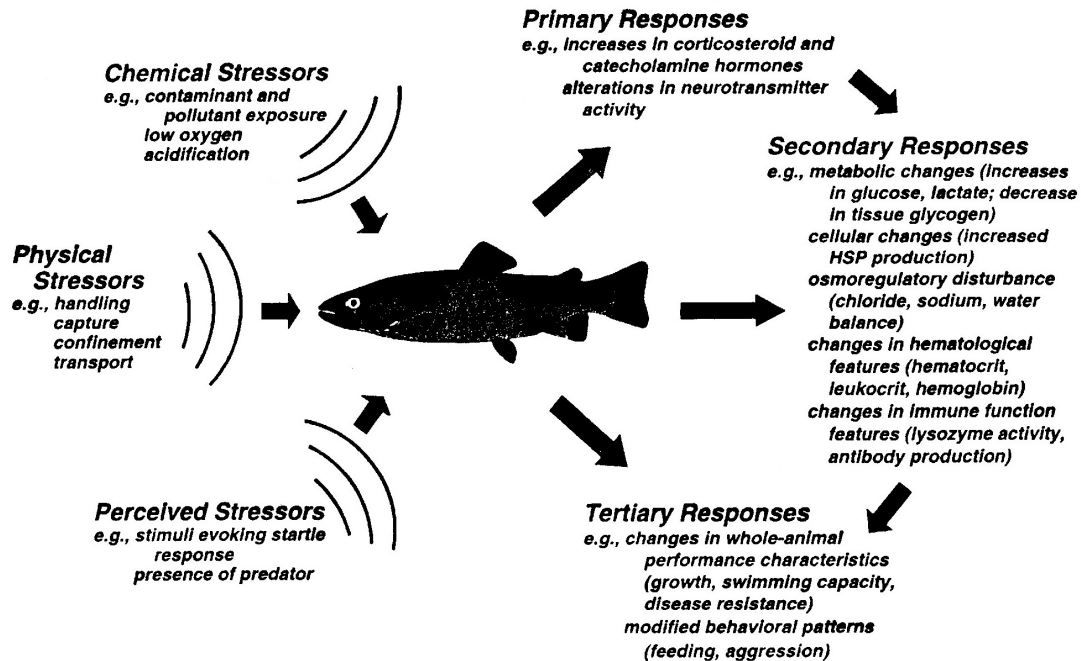 Chemical Stressors
e.g., contaminant and
pollutant exposure
low oxygen
acidification
Physical
Stressors
e.g., handling
capture
confinement
transport
Perceived Stressors
e.g., stimuli evoking startle
response
presence of predator
Primary Responses
e.g., increases in corticosteroid and
catecholamine hormones
alterations in neurotransmitter
activity
Secondary Responses
e.g., metabolic changes (increases
in glucose, lactate; decrease
in tissue glycogen)
cellular changes (increased
HSP production)
osmoregulatory disturbance
(chloride, sodium, water
balance)
changes in hematological
features (hematocrit,
leukocrit, hemoglobin)
changes in immune function
features (lysozyme activity,
antibody production)
Tertiary Responses
e.g., changes in whole-animal
performance characteristics
(growth, swimming capacity,
disease resistance)
modified behavioral patterns
(feeding, aggression)